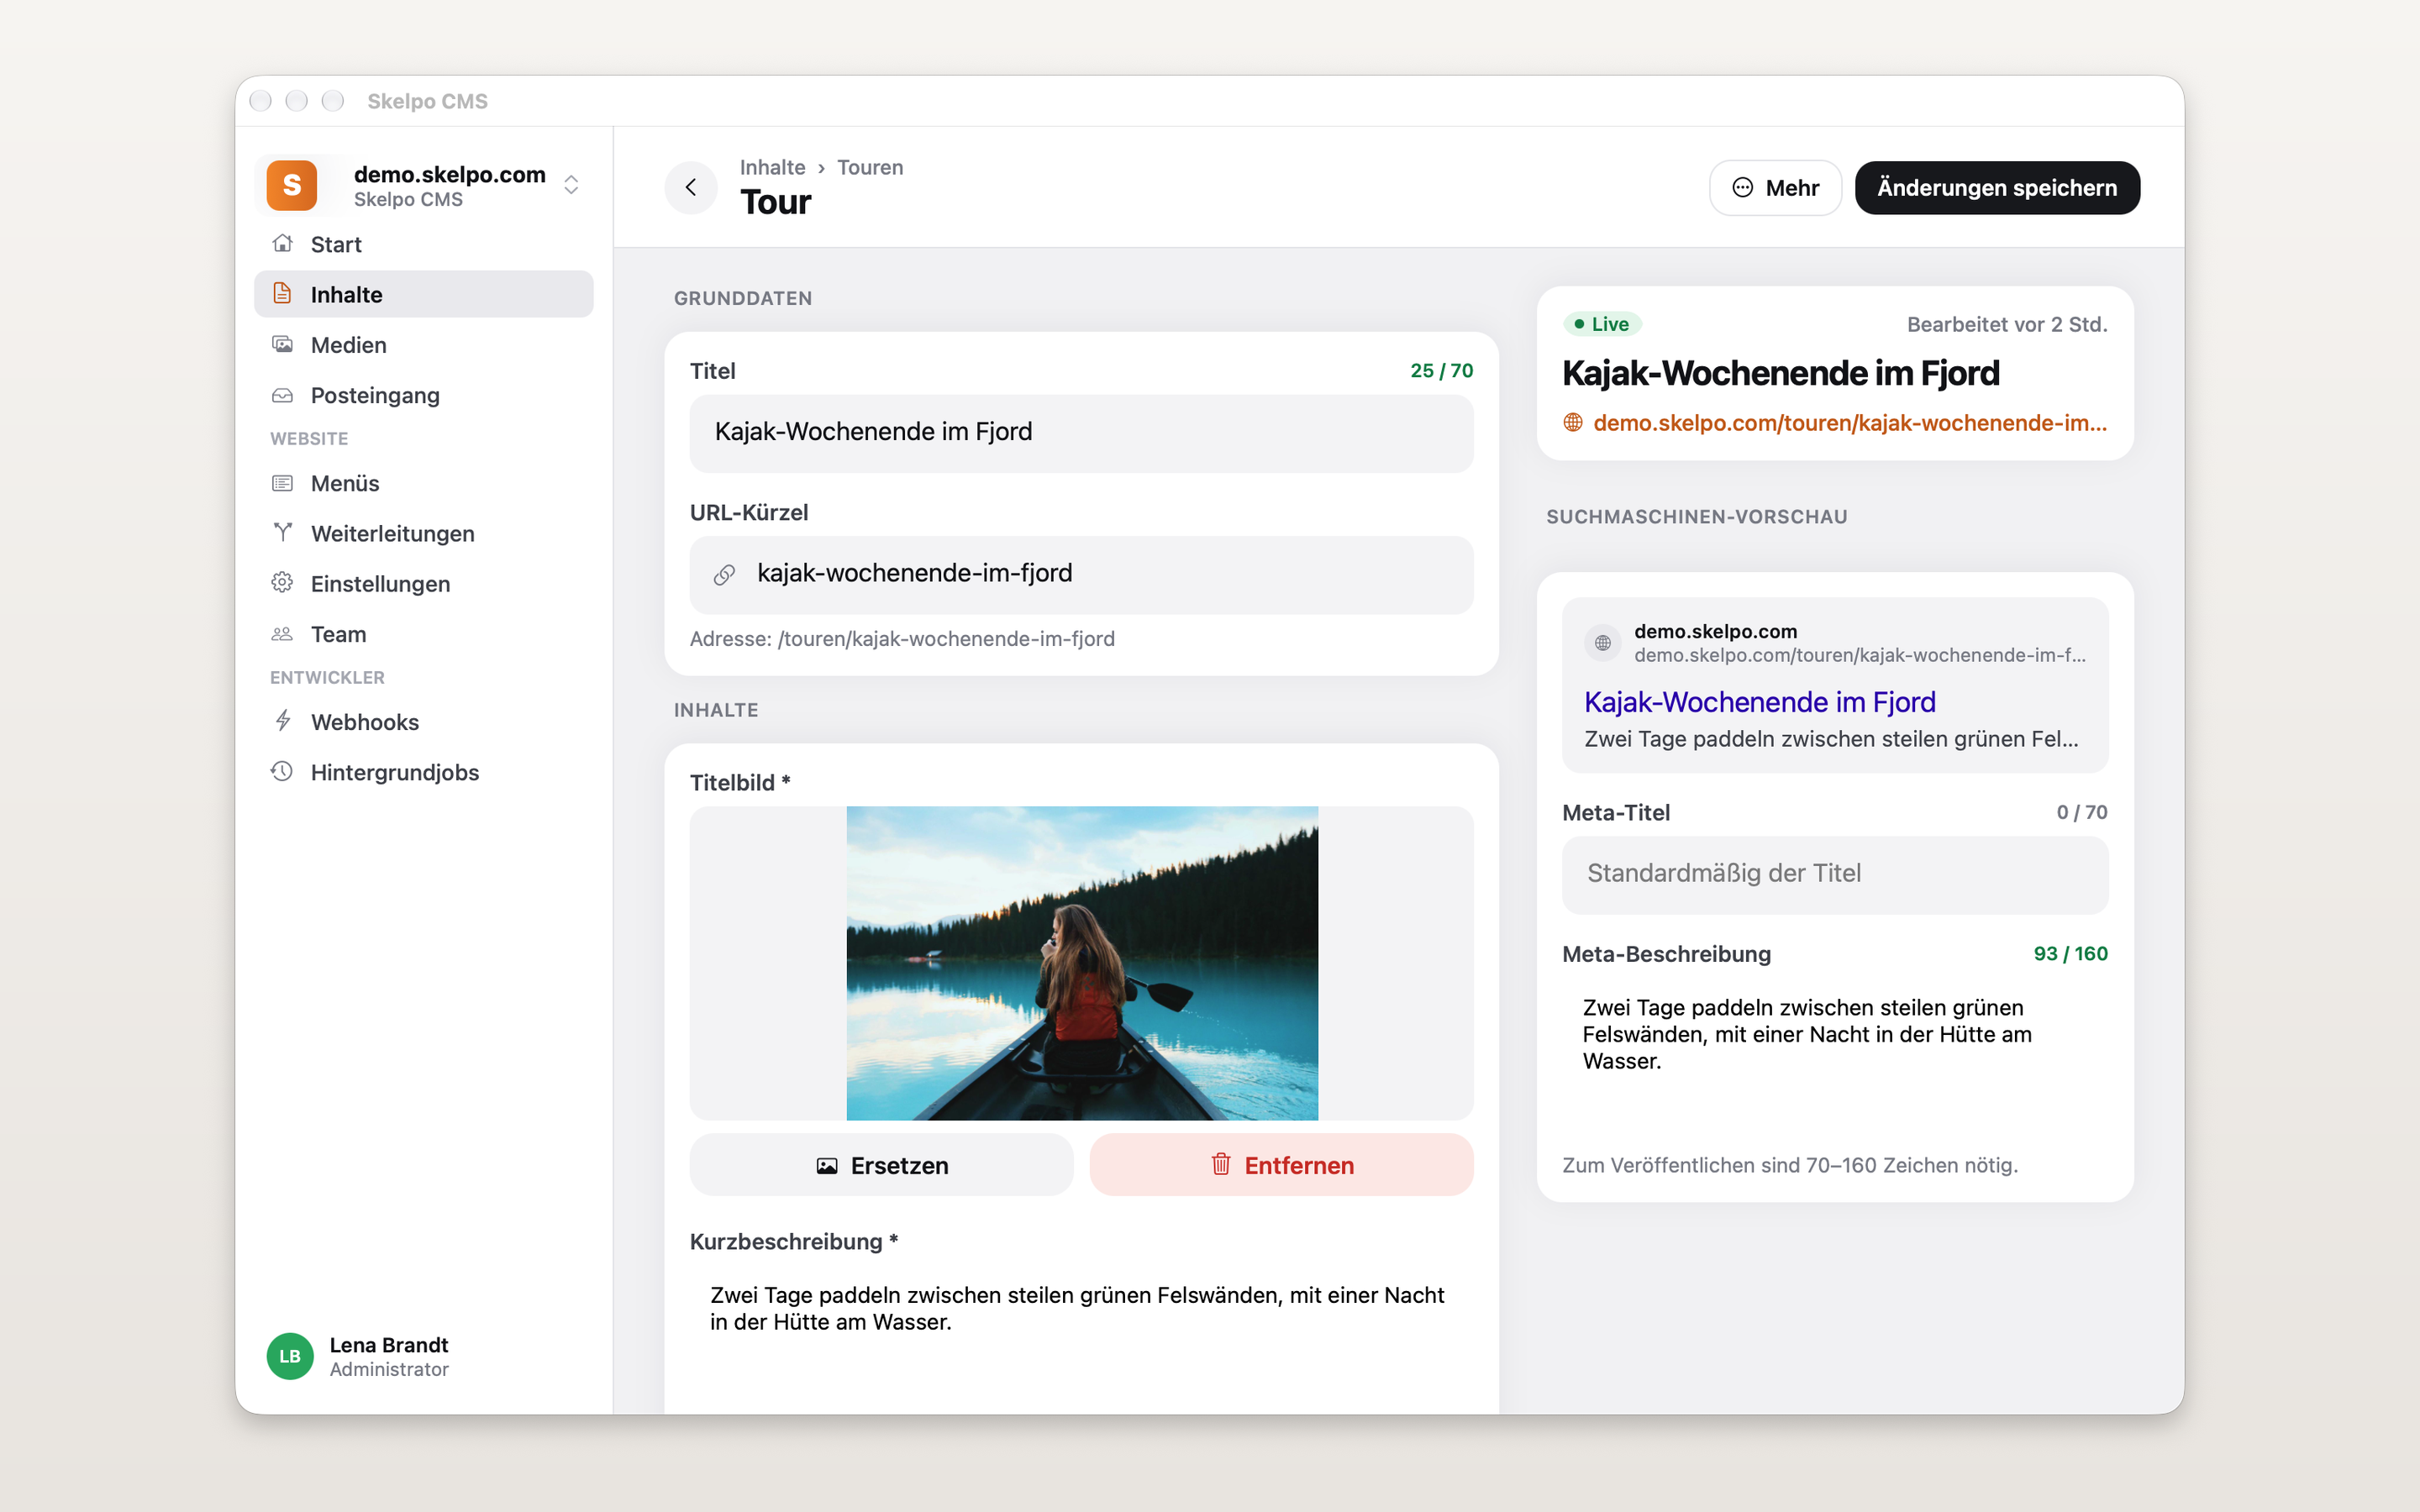 Skelpo CMS
S
demo.skelpo.com
Skelpo CMS
Start
Inhalte
Medien
Posteingang
WEBSITE
Menüs
Weiterleitungen
Einstellungen
Team
ENTWICKLER
Webhooks
Hintergrundjobs
LB
Lena Brandt
Administrator
Inhalte › Touren
Tour
Mehr
Änderungen speichern
GRUNDDATEN
Titel
25 / 70
Kajak-Wochenende im Fjord
URL-Kürzel
kajak-wochenende-im-fjord
Adresse: /touren/kajak-wochenende-im-fjord
INHALTE
Titelbild *
Ersetzen
Entfernen
Kurzbeschreibung *
Zwei Tage paddeln zwischen steilen grünen Felswänden, mit einer Nacht
in der Hütte am Wasser.
Live
Bearbeitet vor 2 Std.
Kajak-Wochenende im Fjord
demo.skelpo.com/touren/kajak-wochenende-im...
SUCHMASCHINEN-VORSCHAU
demo.skelpo.com
demo.skelpo.com/touren/kajak-wochenende-im-f...
Kajak-Wochenende im Fjord
Zwei Tage paddeln zwischen steilen grünen Fel...
Meta-Titel
0 / 70
Standardmäßig der Titel
Meta-Beschreibung
93 / 160
Zwei Tage paddeln zwischen steilen grünen
Felswänden, mit einer Nacht in der Hütte am
Wasser.
Zum Veröffentlichen sind 70–160 Zeichen nötig.